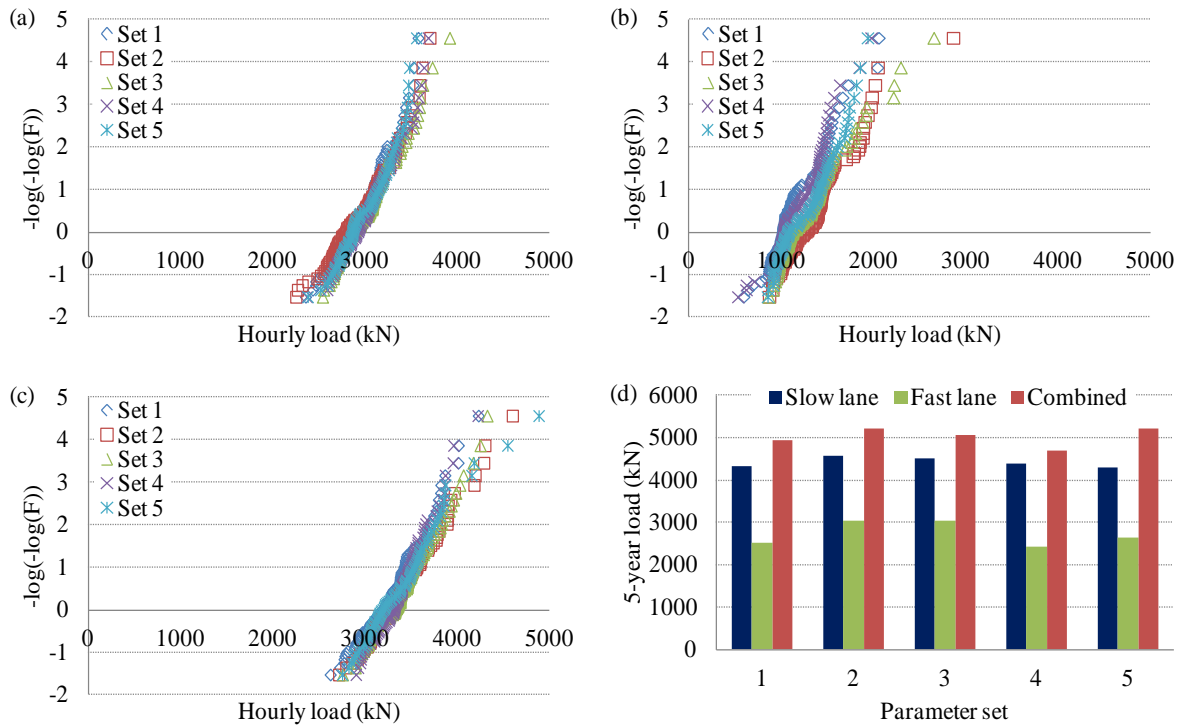 (a)
5
4
3
2
1
0
-1
-2
-log(-log(F))
Set 1
Set 2
Set 3
Set 4
Set 5
0 1000 2000 3000 4000 5000
Hourly load (kN)
(b)
5
4
3
2
1
0
-1
-2
-log(-log(F))
Set 1
Set 2
Set 3
Set 4
Set 5
0 1000 2000 3000 4000 5000
Hourly load (kN)
(c)
5
4
3
2
1
0
-1
-2
-log(-log(F))
Set 1
Set 2
Set 3
Set 4
Set 5
0 1000 2000 3000 4000 5000
Hourly load (kN)
(d)
6000
5000
4000
3000
2000
1000
0
5-year load (kN)
Slow lane Fast lane Combined
1 2 3 4 5
Parameter set